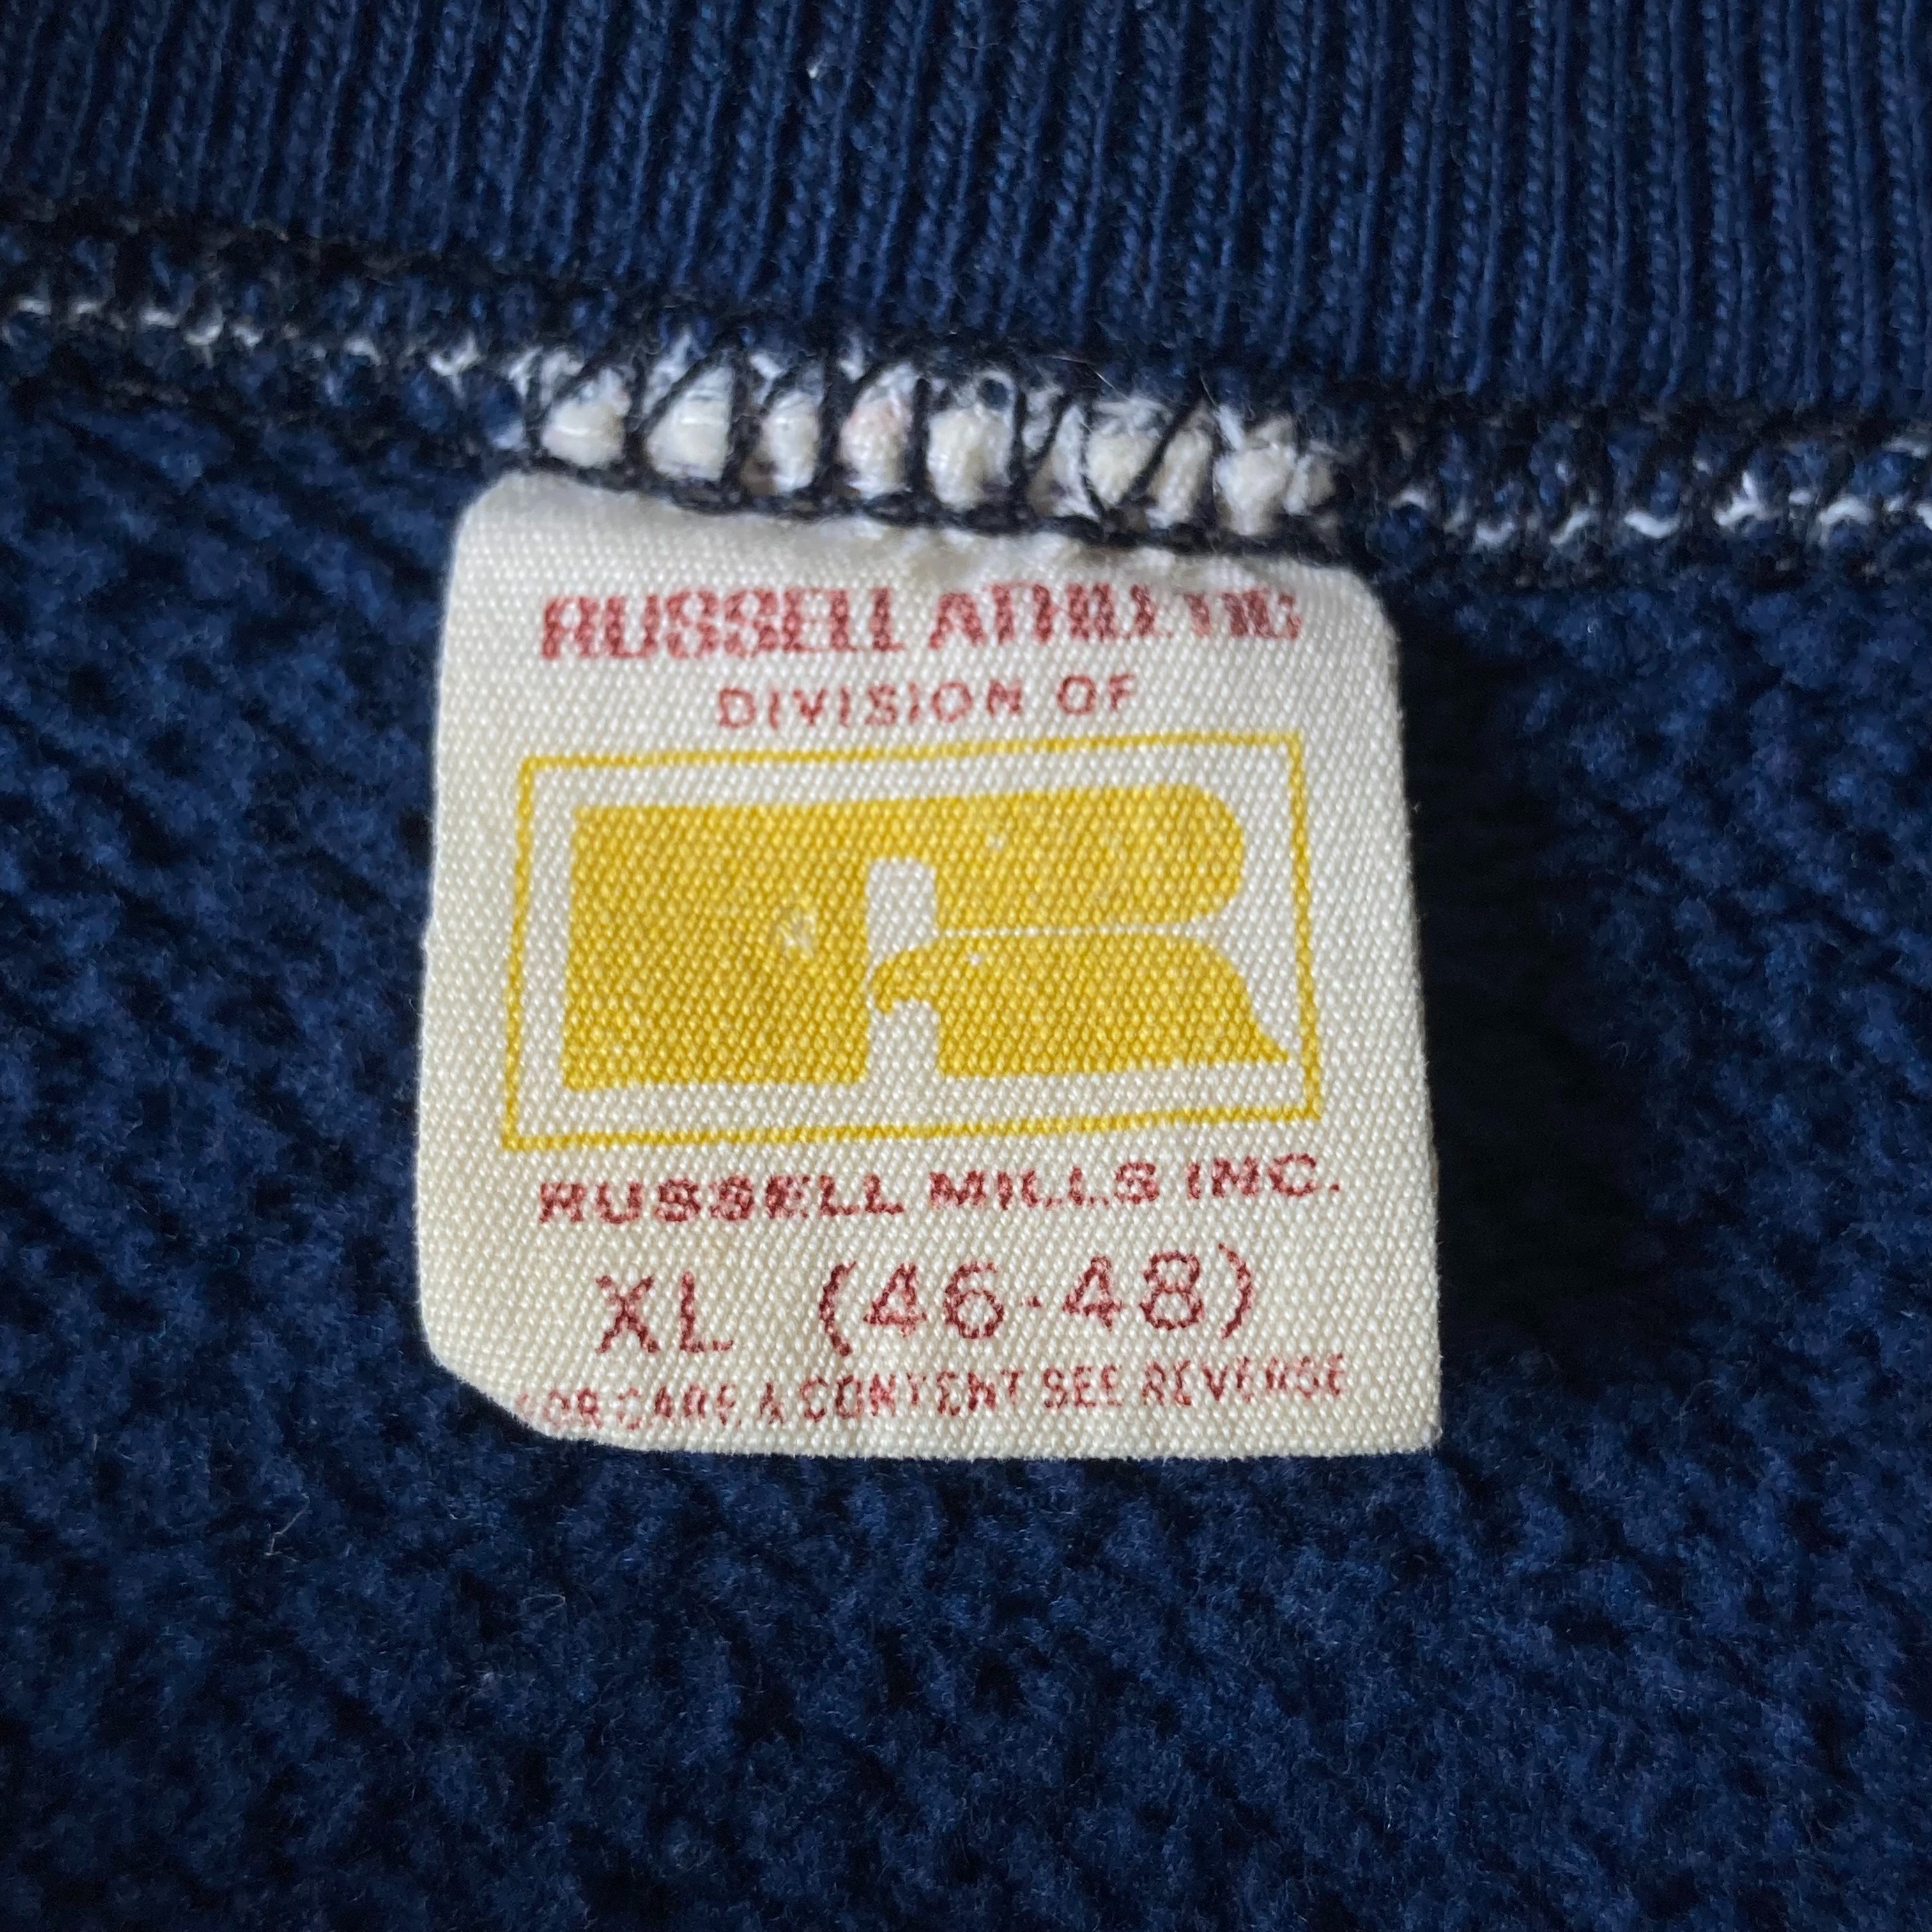 RUSSELL ATHLETIC
DIVISION OF
R
RUSSELL MILLS INC.
XL (46-48)
FOR CARE & CONTENT SEE REVERSE